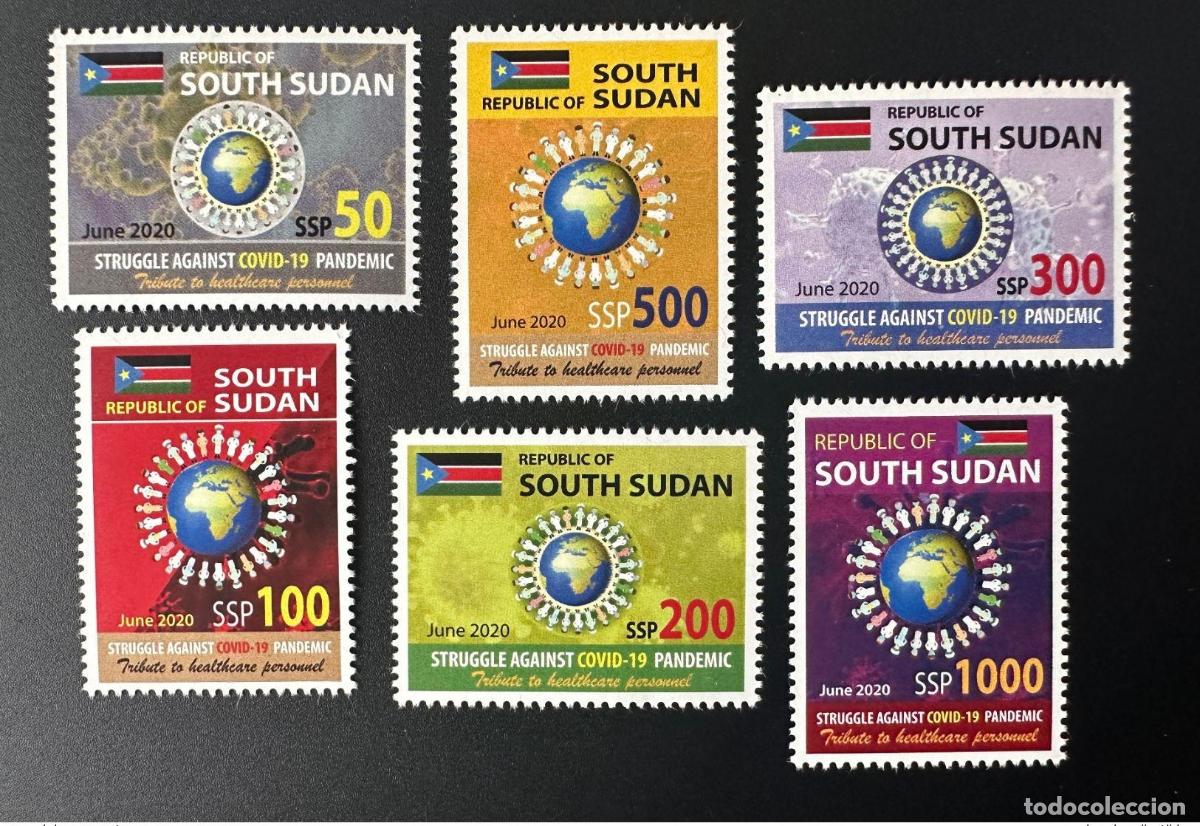 REPUBLIC OF
SOUTH SUDAN
June 2020
SSP 50
STRUGGLE AGAINST COVID-19 PANDEMIC
Tribute to healthcare personnel
SOUTH
REPUBLIC OF SUDAN
June 2020
SSP 500
STRUGGLE AGAINST COVID-19 PANDEMIC
Tribute to healthcare personnel
REPUBLIC OF
SOUTH SUDAN
June 2020
SSP 300
STRUGGLE AGAINST COVID-19 PANDEMIC
Tribute to healthcare personnel
SOUTH
REPUBLIC OF SUDAN
June 2020
SSP 100
STRUGGLE AGAINST COVID-19 PANDEMIC
Tribute to healthcare personnel
REPUBLIC OF
SOUTH SUDAN
June 2020
SSP 200
STRUGGLE AGAINST COVID-19 PANDEMIC
Tribute to healthcare personnel
REPUBLIC OF
SOUTH SUDAN
June 2020
SSP 1000
STRUGGLE AGAINST COVID-19 PANDEMIC
Tribute to healthcare personnel
todocoleccion